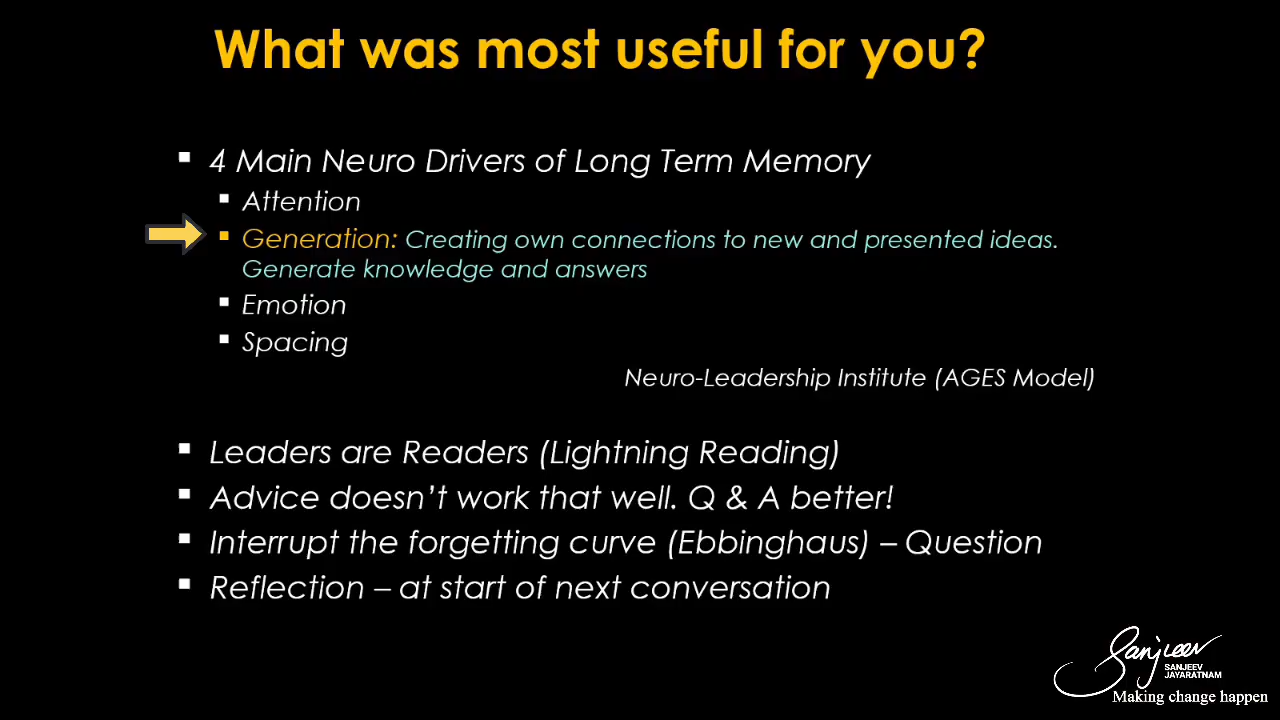 What was most useful for you?
4 Main Neuro Drivers of Long Term Memory
Attention
Generation: Creating own connections to new and presented ideas.
Generate knowledge and answers
Emotion
Spacing
Neuro-Leadership Institute (AGES Model)
Leaders are Readers (Lightning Reading)
Advice doesn’t work that well. Q & A better!
Interrupt the forgetting curve (Ebbinghaus) – Question
Reflection – at start of next conversation
Sanjeev
SANJEEV
JAYARATNAM
Making change happen